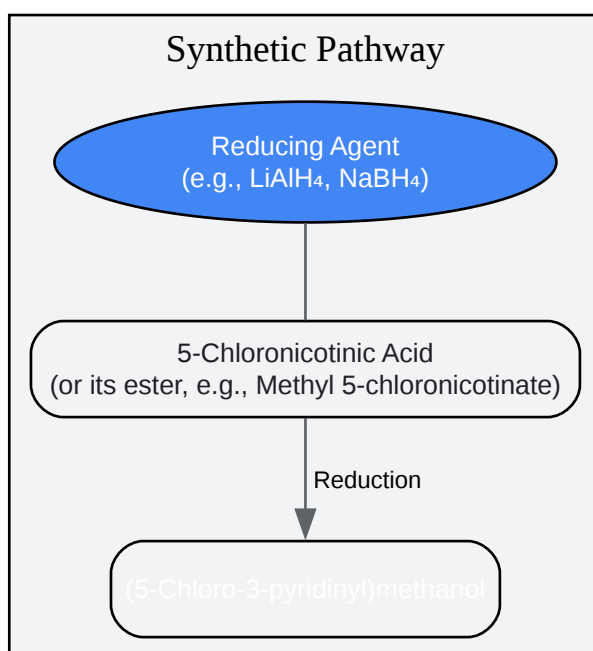 Synthetic Pathway
Reducing Agent
(e.g., LiAlH₄, NaBH₄)
5-Chloronicotinic Acid
(or its ester, e.g., Methyl 5-chloronicotinate)
Reduction
(5-Chloro-3-pyridinyl)methanol